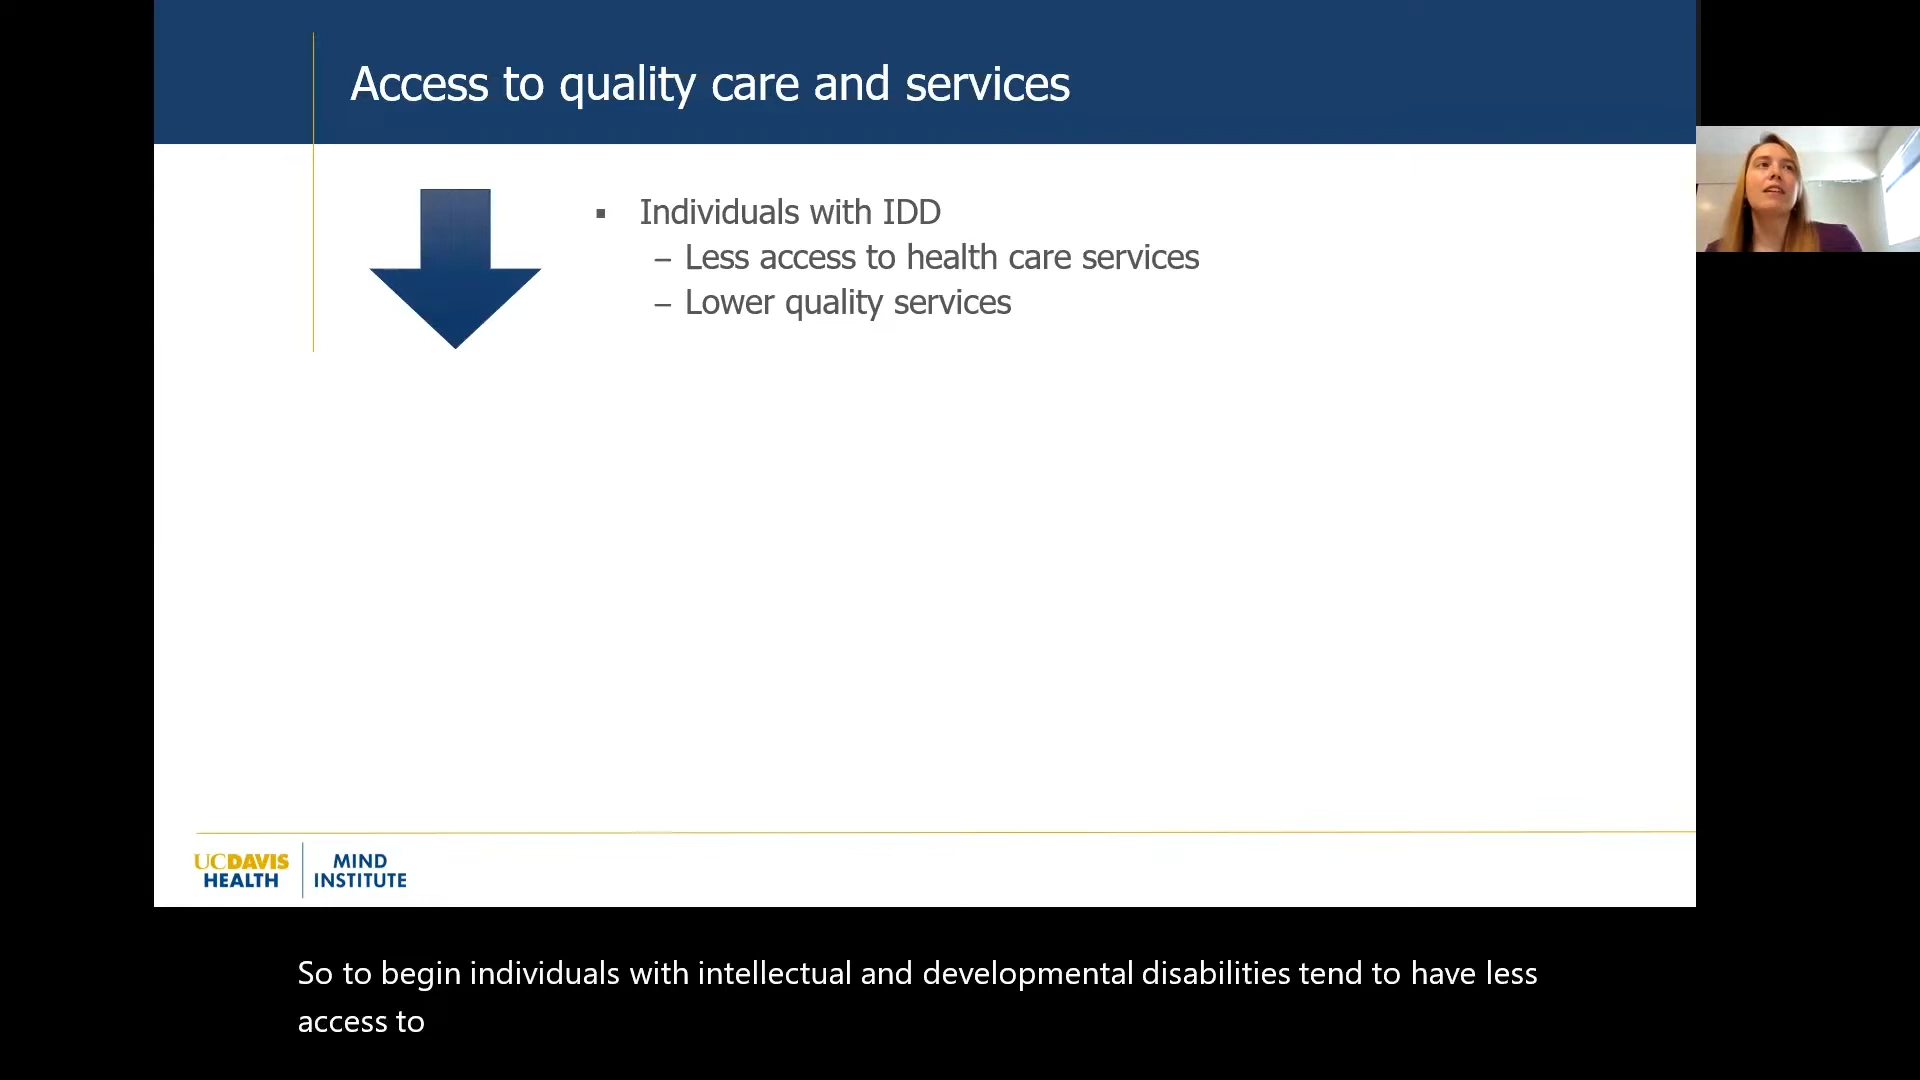 Access to quality care and services
▪ Individuals with IDD
– Less access to health care services
– Lower quality services
UCDAVIS HEALTH
MIND INSTITUTE
So to begin individuals with intellectual and developmental disabilities tend to have less
access to